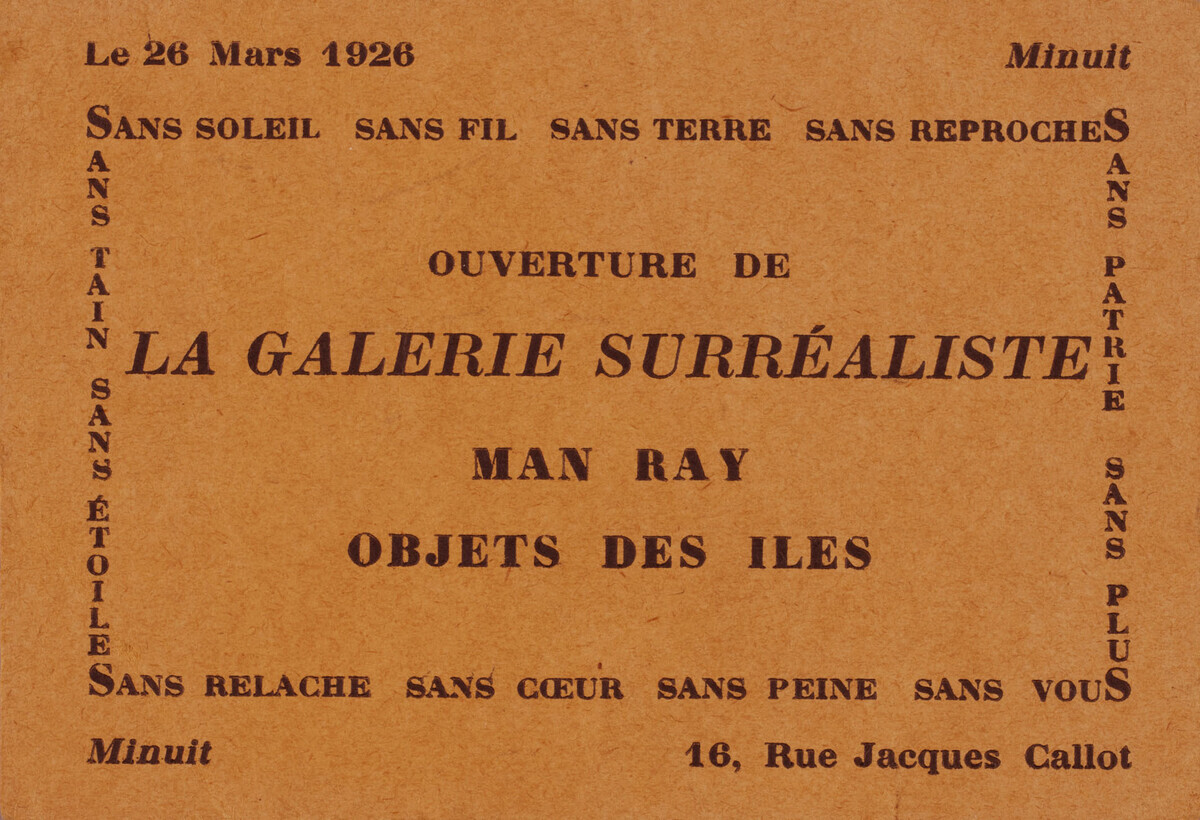 Le 26 Mars 1926
Minuit
SANS SOLEIL SANS FIL SANS TERRE SANS REPROCHES
SANS TAIN SANS ÉTOILES
SANS PATRIE SANS PLUS
OUVERTURE DE
LA GALERIE SURRÉALISTE
MAN RAY
OBJETS DES ILES
SANS RELACHE SANS CŒUR SANS PEINE SANS VOUS
Minuit
16, Rue Jacques Callot